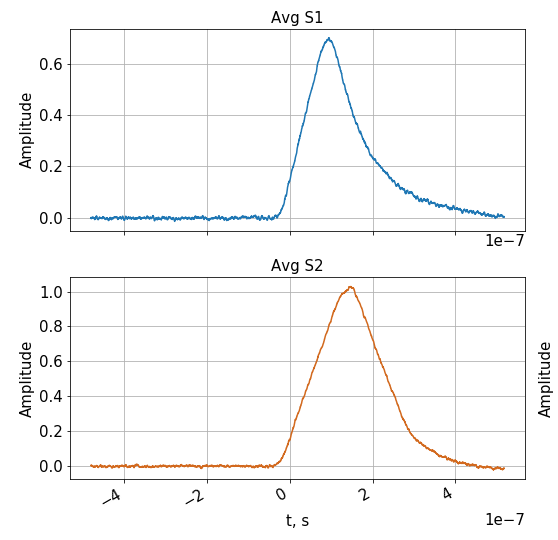 Avg S1
Amplitude
0.6
0.4
0.2
0.0
1e−7
Avg S2
Amplitude
1.0
0.8
0.6
0.4
0.2
0.0
−4
−2
0
2
4
t, s
1e−7
Amplitude